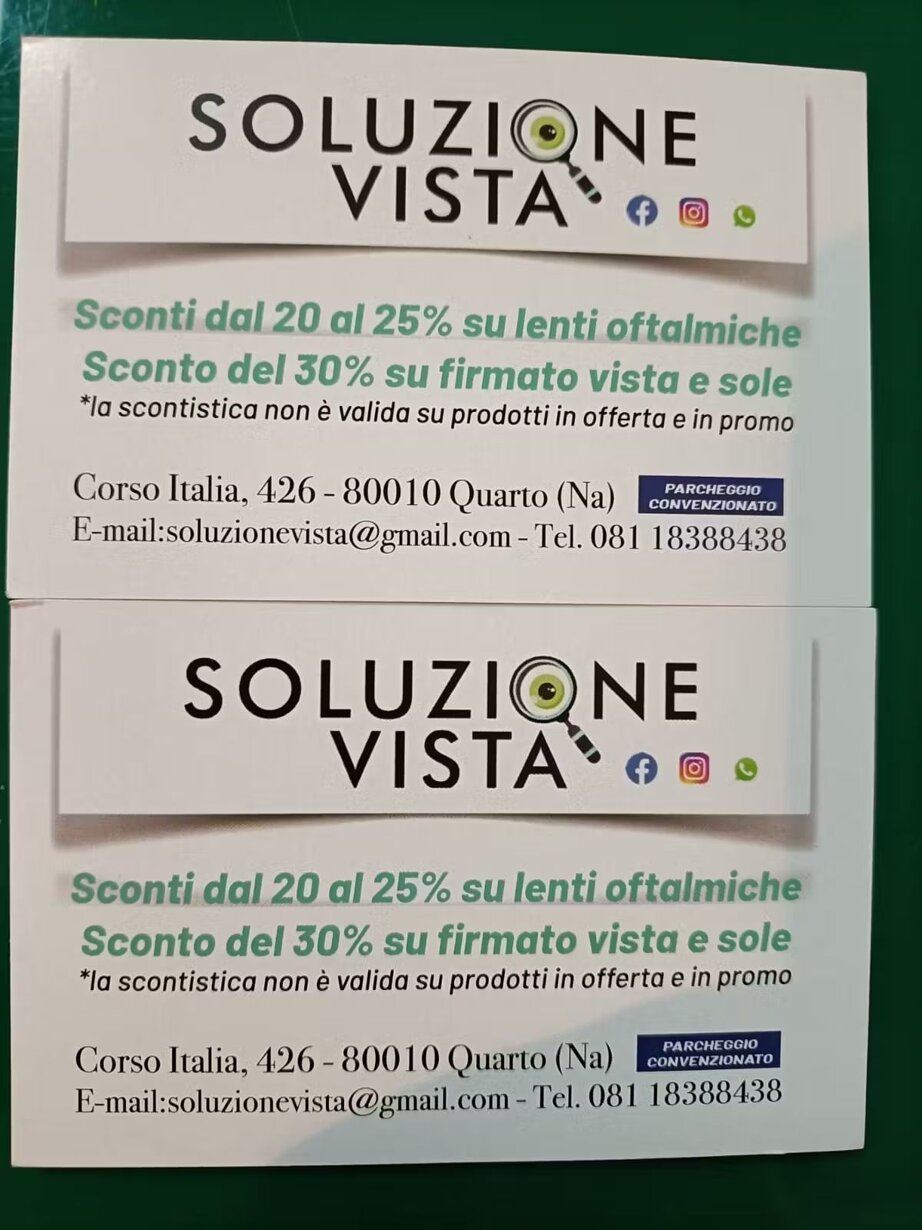 SOLUZIONE
VISTA
Sconti dal 20 al 25% su lenti oftalmiche
Sconto del 30% su firmato vista e sole
*la scontistica non è valida su prodotti in offerta e in promo
Corso Italia, 426 - 80010 Quarto (Na)
PARCHEGGIO
CONVENZIONATO
E-mail:soluzionevista@gmail.com - Tel. 081 18388438
SOLUZIONE
VISTA
Sconti dal 20 al 25% su lenti oftalmiche
Sconto del 30% su firmato vista e sole
*la scontistica non è valida su prodotti in offerta e in promo
Corso Italia, 426 - 80010 Quarto (Na)
PARCHEGGIO
CONVENZIONATO
E-mail:soluzionevista@gmail.com - Tel. 081 18388438